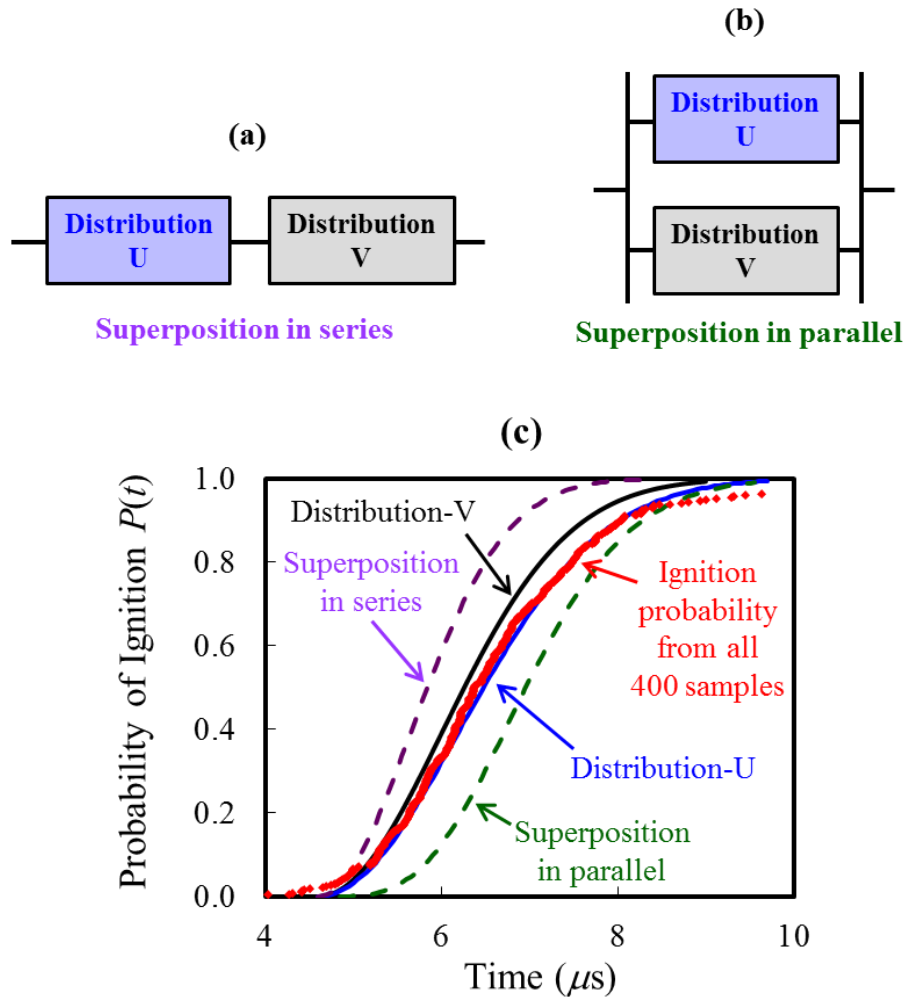 (a)
Distribution
U
Distribution
V
Superposition in series
(b)
Distribution
U
Distribution
V
Superposition in parallel
(c)
Probability of Ignition P(t)
1.0
0.8
0.6
0.4
0.2
0.0
Distribution-V
Superposition
in series
Ignition
probability
from all
400 samples
Distribution-U
Superposition
in parallel
4
6
8
10
Time (μs)